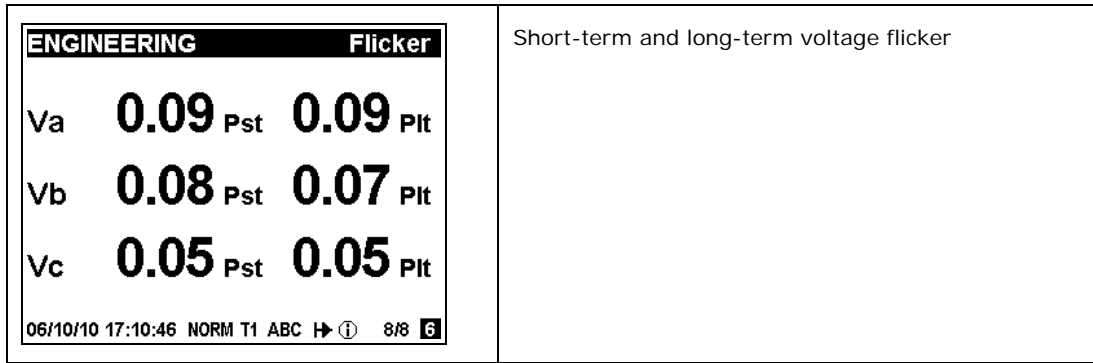 ENGINEERING Flicker
Va 0.09 Pst 0.09 Plt
Vb 0.08 Pst 0.07 Plt
Vc 0.05 Pst 0.05 Plt
06/10/10 17:10:46 NORM T1 ABC 8/8 6
Short-term and long-term voltage flicker